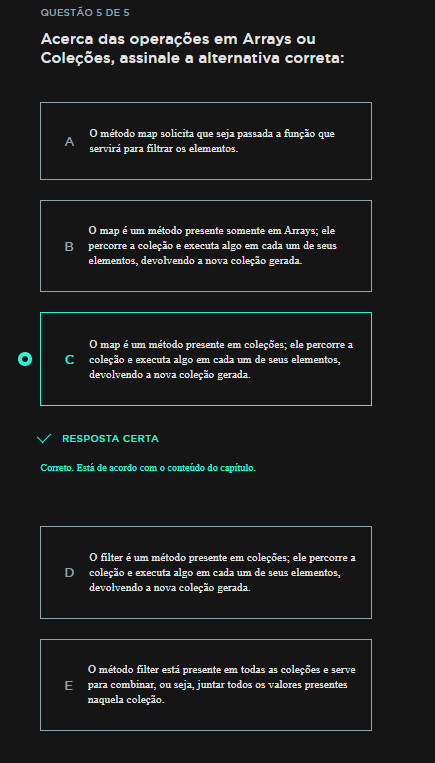 QUESTÃO 5 DE 5
Acerca das operações em Arrays ou
Coleções, assinale a alternativa correta:
A
O método map solicita que seja passada a função que
servirá para filtrar os elementos.
B
O map é um método presente somente em Arrays; ele
percorre a coleção e executa algo em cada um de seus
elementos, devolvendo a nova coleção gerada.
C
O map é um método presente em coleções; ele percorre a
coleção e executa algo em cada um de seus elementos,
devolvendo a nova coleção gerada.
RESPOSTA CERTA
Correto. Está de acordo com o conteúdo do capítulo.
D
O filter é um método presente em coleções; ele percorre a
coleção e executa algo em cada um de seus elementos,
devolvendo a nova coleção gerada.
E
O método filter está presente em todas as coleções e serve
para combinar, ou seja, juntar todos os valores presentes
naquela coleção.